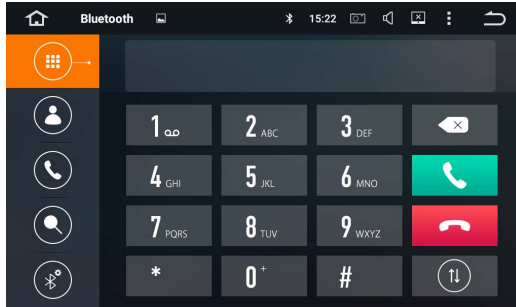 Bluetooth 15:22
1 2 ABC 3 DEF
4 GHI 5 JKL 6 MNO
7 PQRS 8 TUV 9 WXYZ
* 0 + #